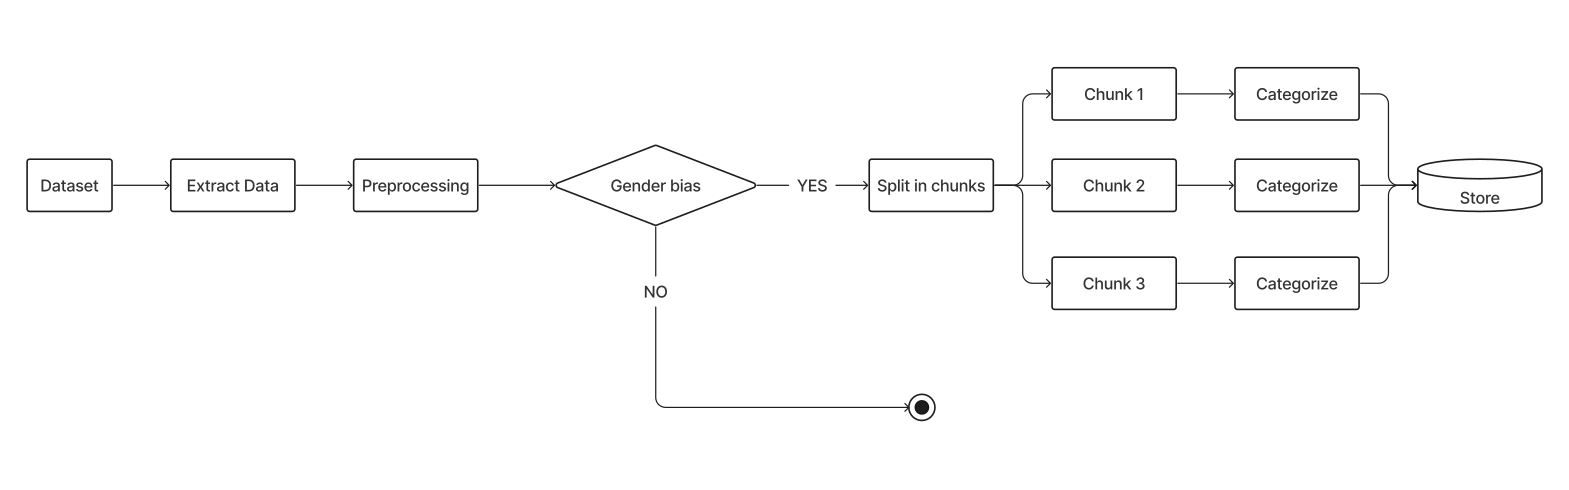 Dataset
Extract Data
Preprocessing
Gender bias
YES
Split in chunks
Chunk 1
Categorize
Chunk 2
Categorize
Store
Chunk 3
Categorize
NO